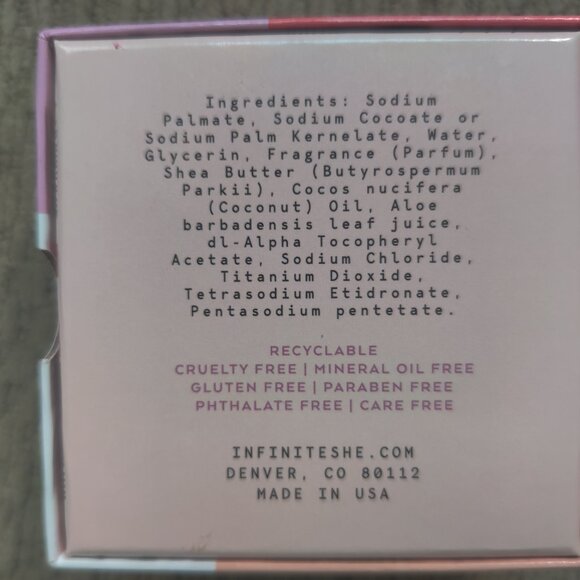 Ingredients: Sodium
Palmate, Sodium Cocoate or
Sodium Palm Kernelate, Water,
Glycerin, Fragrance (Parfum),
Shea Butter (Butyrospermum
Parkii), Cocos nucifera
(Coconut) Oil, Aloe
barbadensis leaf juice,
dl-Alpha Tocopheryl
Acetate, Sodium Chloride,
Titanium Dioxide,
Tetrasodium Etidronate,
Pentasodium pentetate.
RECYCLABLE
CRUELTY FREE | MINERAL OIL FREE
GLUTEN FREE | PARABEN FREE
PHTHALATE FREE | CARE FREE
INFINITESHE.COM
DENVER, CO 80112
MADE IN USA